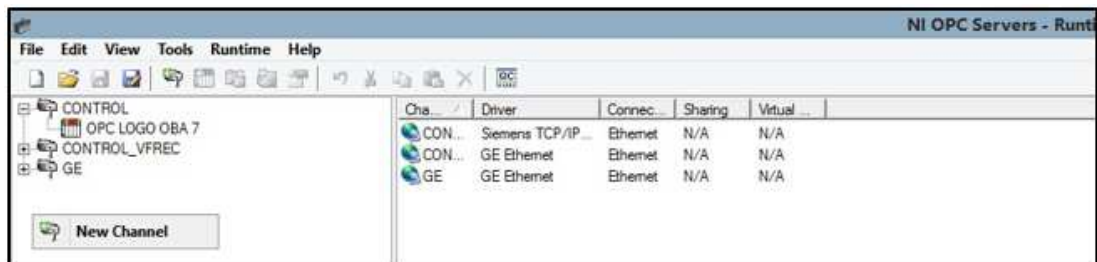 NI OPC Servers - Runti
File Edit View Tools Runtime Help
CONTROL
OPC LOGO OBA 7
CONTROL_VFREC
GE
New Channel
Cha... Driver Connec... Sharing Virtual ...
CON... Siemens TCP/IP... Ethernet N/A N/A
CON... GE Ethernet Ethernet N/A N/A
GE GE Ethernet Ethernet N/A N/A